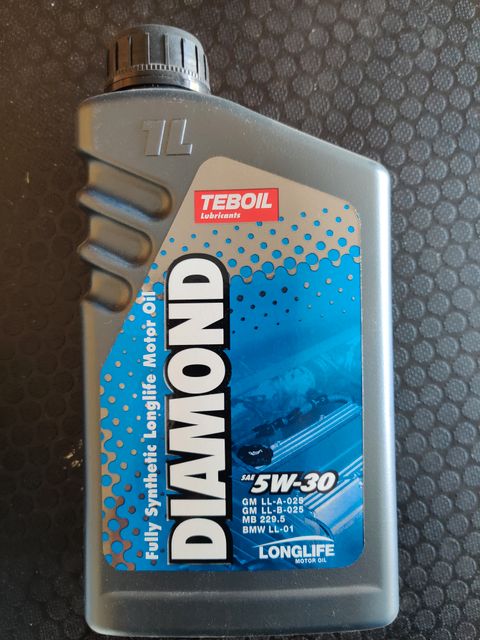 1L
TEBOIL
Lubricants
Fully Synthetic Longlife Motor Oil
DIAMOND
SAE 5W-30
GM LL-A-025
GM LL-B-025
MB 229.5
BMW LL-01
LONGLIFE
MOTOR OIL